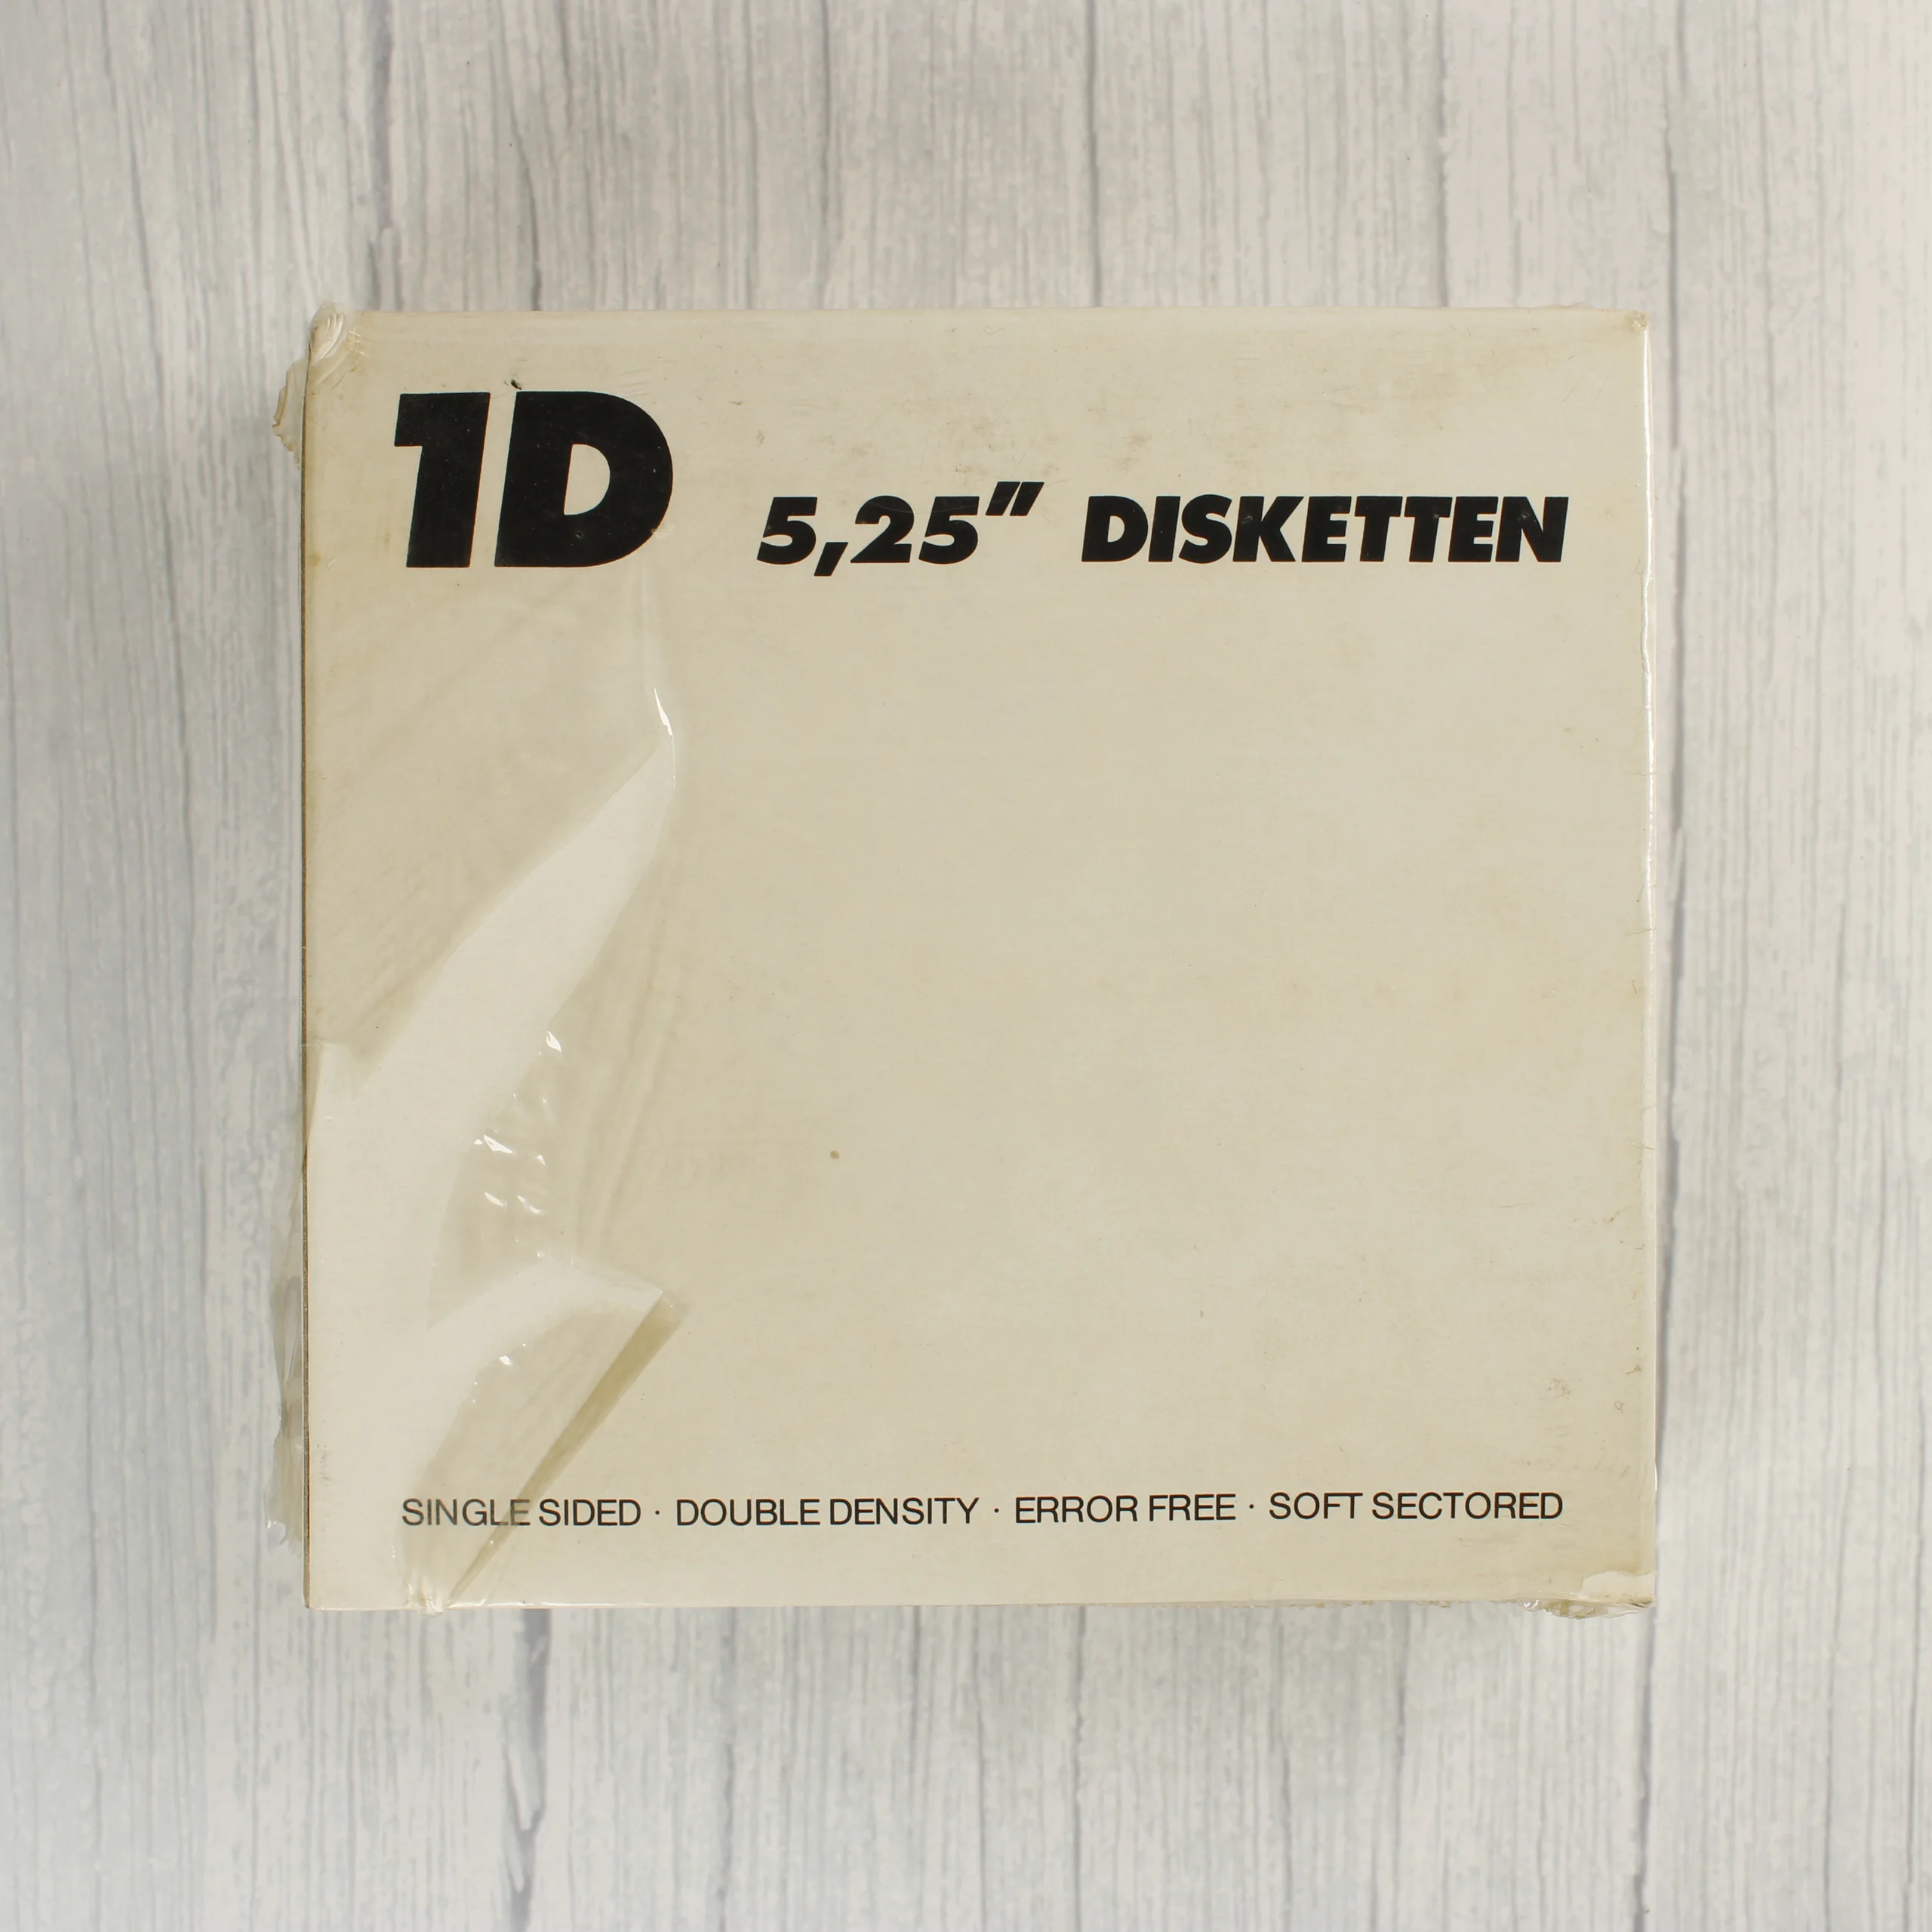 1D 5,25" DISKETTEN
SINGLE SIDED · DOUBLE DENSITY · ERROR FREE · SOFT SECTORED